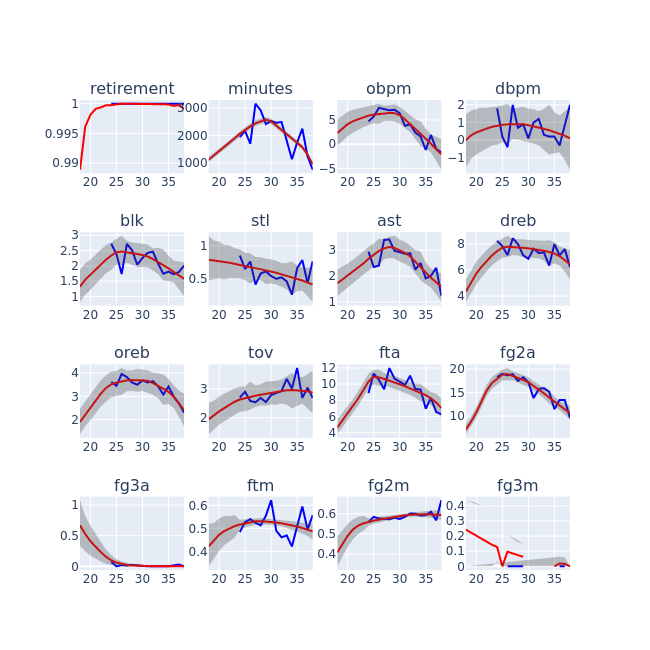 retirement minutes obpm dbpm
1 0.995 0.99 3000 2000 1000 5 0 −5 2 1 0 −1
20 25 30 35 20 25 30 35 20 25 30 35 20 25 30 35
blk stl ast dreb
3 2.5 2 1.5 1 1 0.5 3 2 1 8 6 4
20 25 30 35 20 25 30 35 20 25 30 35 20 25 30 35
oreb tov fta fg2a
4 3 2 3 2 12 10 8 6 4 20 15 10
20 25 30 35 20 25 30 35 20 25 30 35 20 25 30 35
fg3a ftm fg2m fg3m
1 0.5 0 0.6 0.5 0.4 0.6 0.5 0.4 0.4 0.3 0.2 0.1 0
20 25 30 35 20 25 30 35 20 25 30 35 20 25 30 35